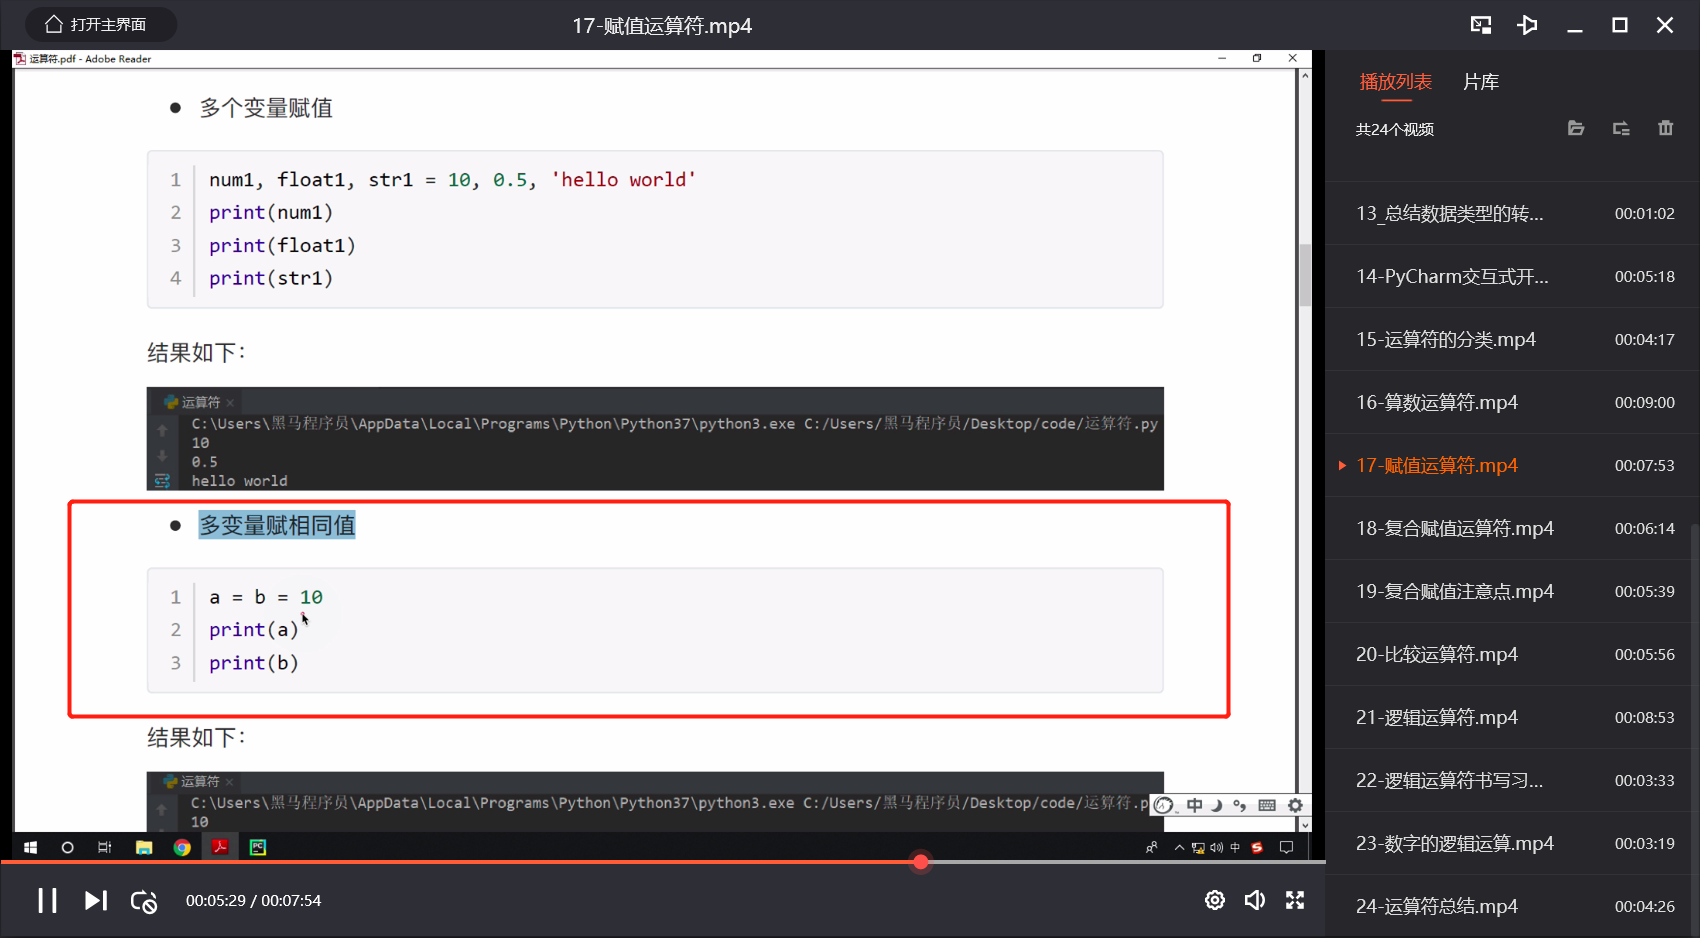 打开主界面
17-赋值运算符.mp4
运算符.pdf - Adobe Reader
• 多个变量赋值
1 num1, float1, str1 = 10, 0.5, 'hello world'
2 print(num1)
3 print(float1)
4 print(str1)
结果如下：
运算符 ×
C:\Users\黑马程序员\AppData\Local\Programs\Python\Python37\python3.exe C:/Users/黑马程序员/Desktop/code/运算符.py
10
0.5
hello world
• 多变量赋相同值
1 a = b = 10
2 print(a)
3 print(b)
结果如下：
运算符 ×
C:\Users\黑马程序员\AppData\Local\Programs\Python\Python37\python3.exe C:/Users/黑马程序员/Desktop/code/运算符.p
10
中
PC
中
00:05:29 / 00:07:54
播放列表 片库
共24个视频
13_总结数据类型的转... 00:01:02
14-PyCharm交互式开... 00:05:18
15-运算符的分类.mp4 00:04:17
16-算数运算符.mp4 00:09:00
17-赋值运算符.mp4 00:07:53
18-复合赋值运算符.mp4 00:06:14
19-复合赋值注意点.mp4 00:05:39
20-比较运算符.mp4 00:05:56
21-逻辑运算符.mp4 00:08:53
22-逻辑运算符书写习... 00:03:33
23-数字的逻辑运算.mp4 00:03:19
24-运算符总结.mp4 00:04:26